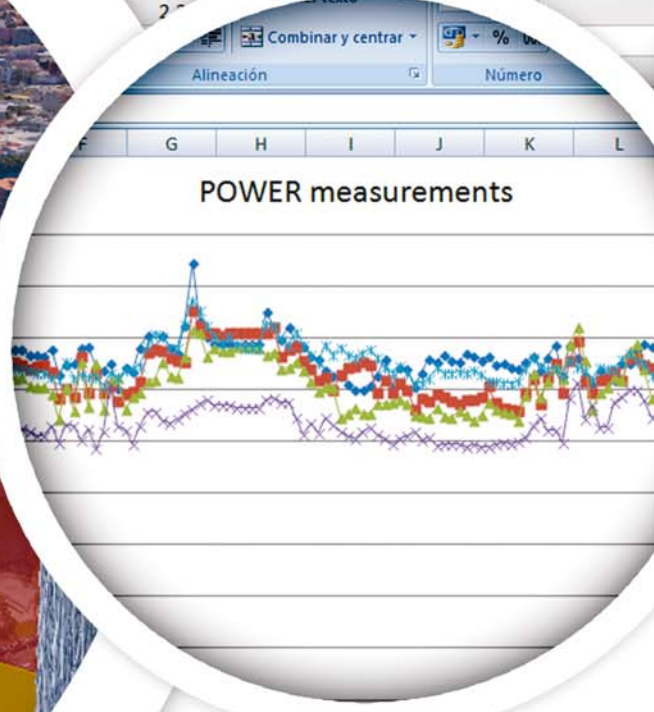 Combinar y centrar
%
Alineación
Número
G H I J K L
POWER measurements